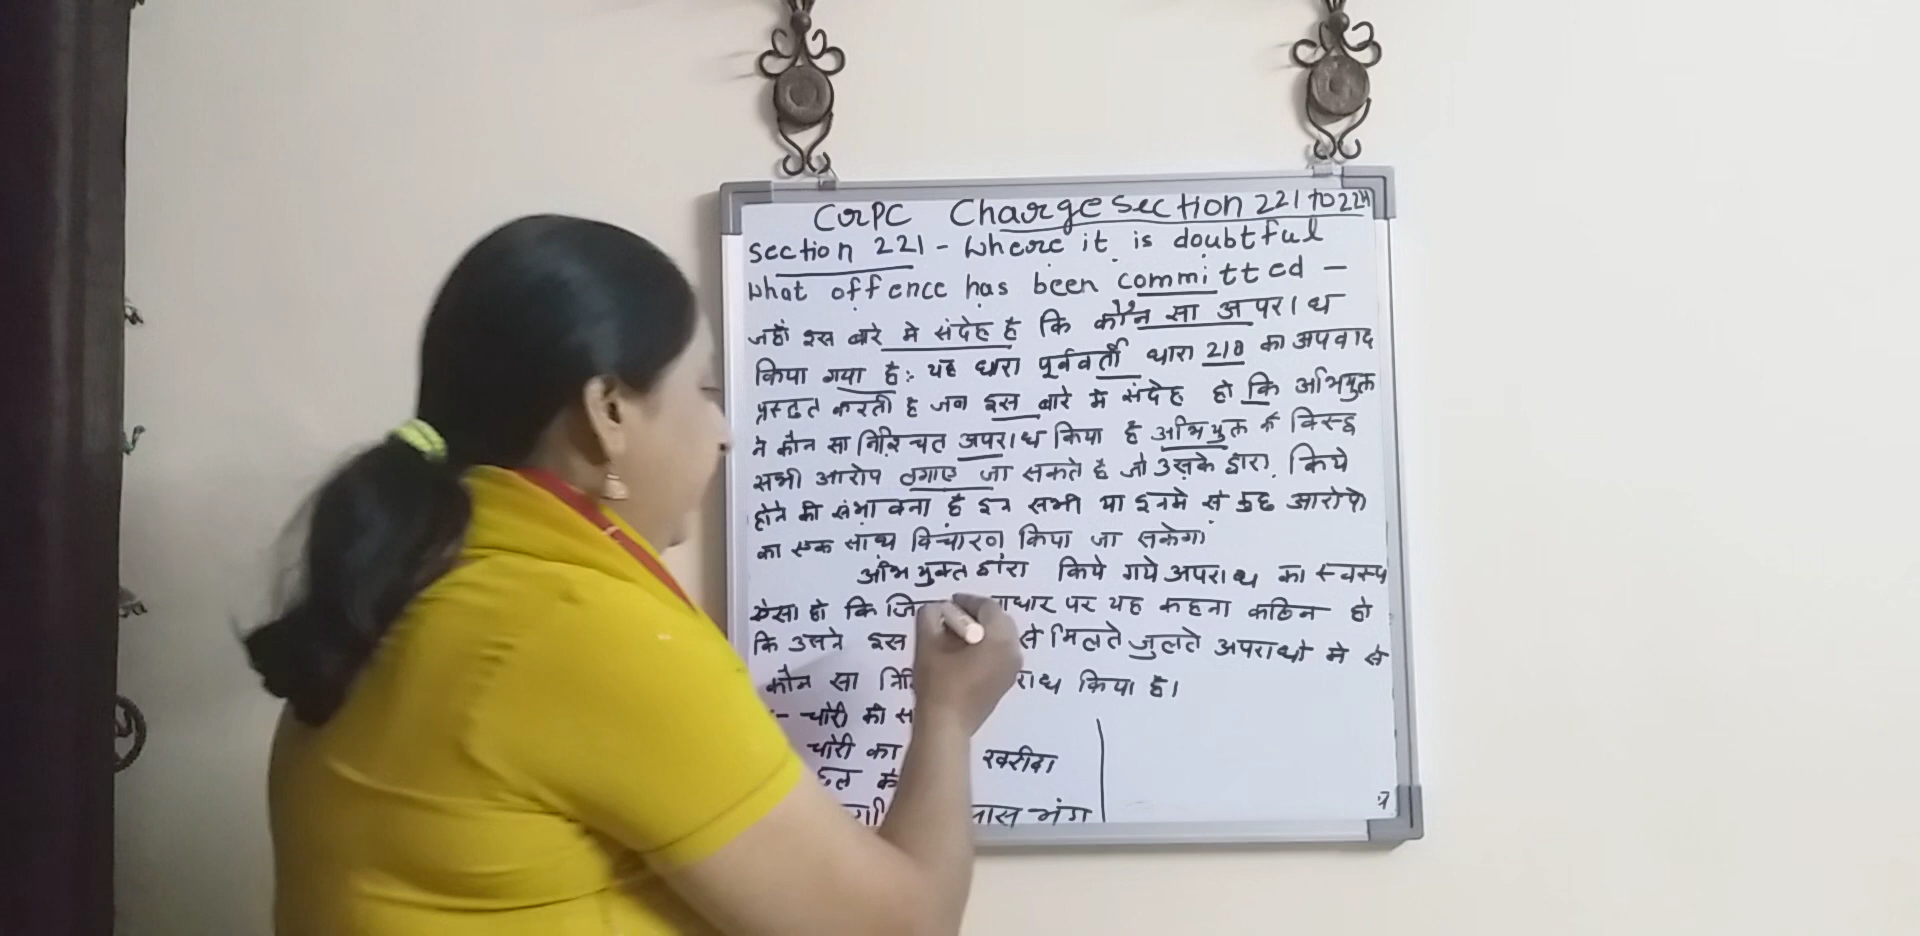 CrPC Charge Section 221 to 224
Section 221 - Where it is doubtful
What offence has been committed -
जहाँ इस बारे मे संदेह है कि कौन सा अपराध
किया गया है:- यह धारा पूर्ववर्ती धारा 218 का अपवाद
प्रस्तुत करती है जब इस बारे मे संदेह हो कि अभियुक्त
ने कौन सा निश्चित अपराध किया है अभियुक्त के विरूद्ध
सभी आरोप लगाए जा सकते है जो उसके द्वारा किये
होने की संभावना है इन सभी या इनमे से कुछ आरोपो
का एक साथ विचारण किया जा सकेगा
अभियुक्त द्वारा किये गये अपराध का स्वरूप
ऐसा हो कि पर यह कहना कठिन हो
कि उसने इस से मिलते जुलते अपराधो मे से
कौन सा किया है।
:- चोरी की
चोरी का खरीदा
छल
भंग